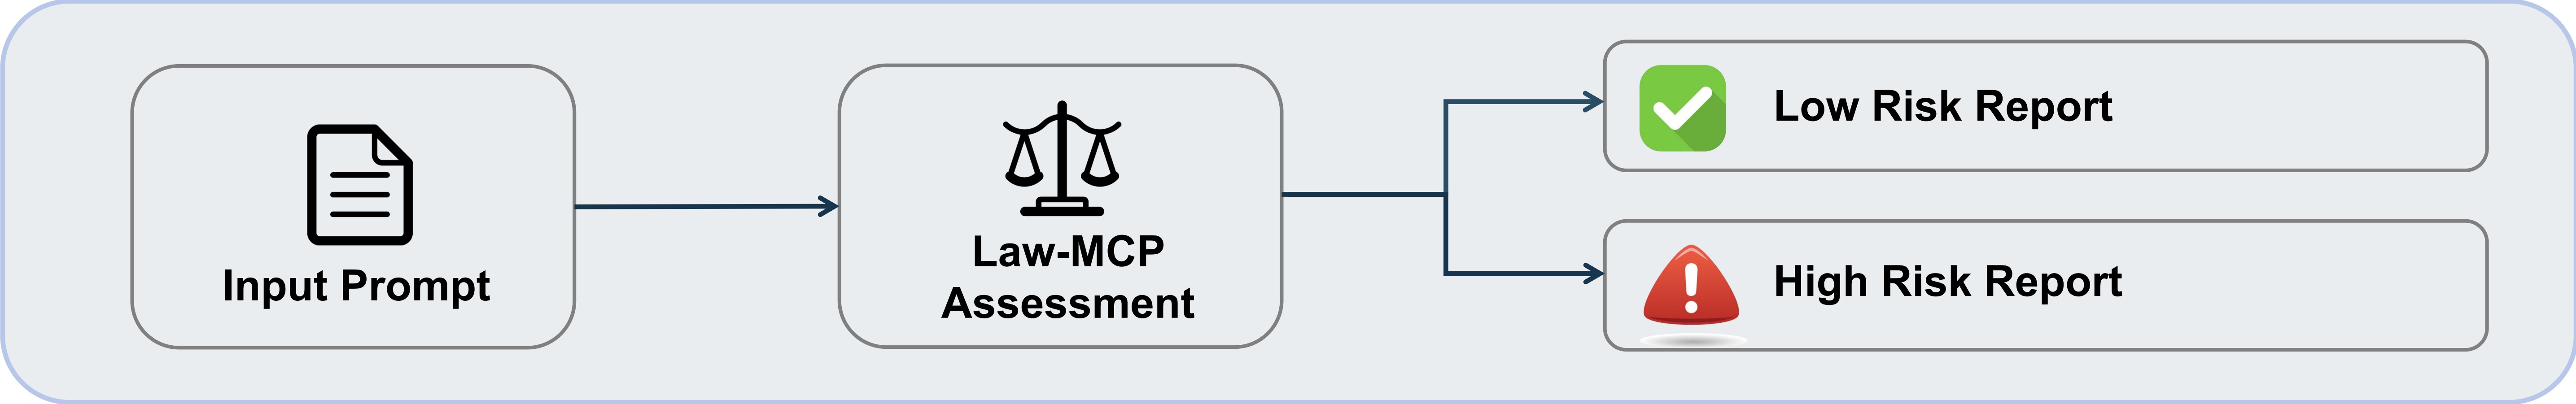 Input Prompt
Law-MCP
Assessment
Low Risk Report
High Risk Report